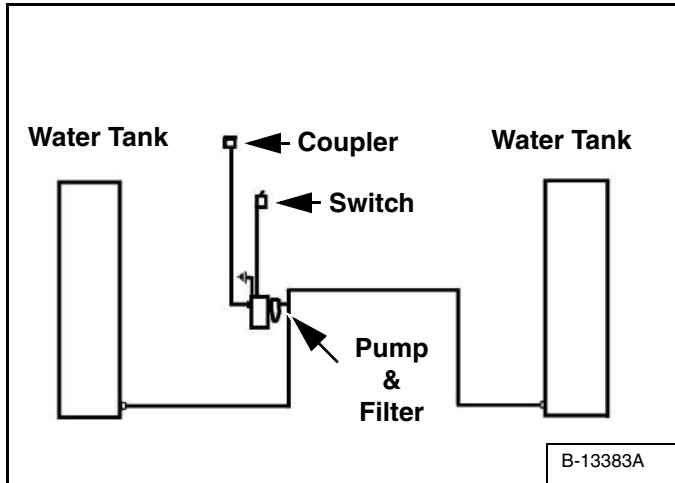 Water Tank
Coupler
Water Tank
Switch
Pump
&
Filter
B-13383A